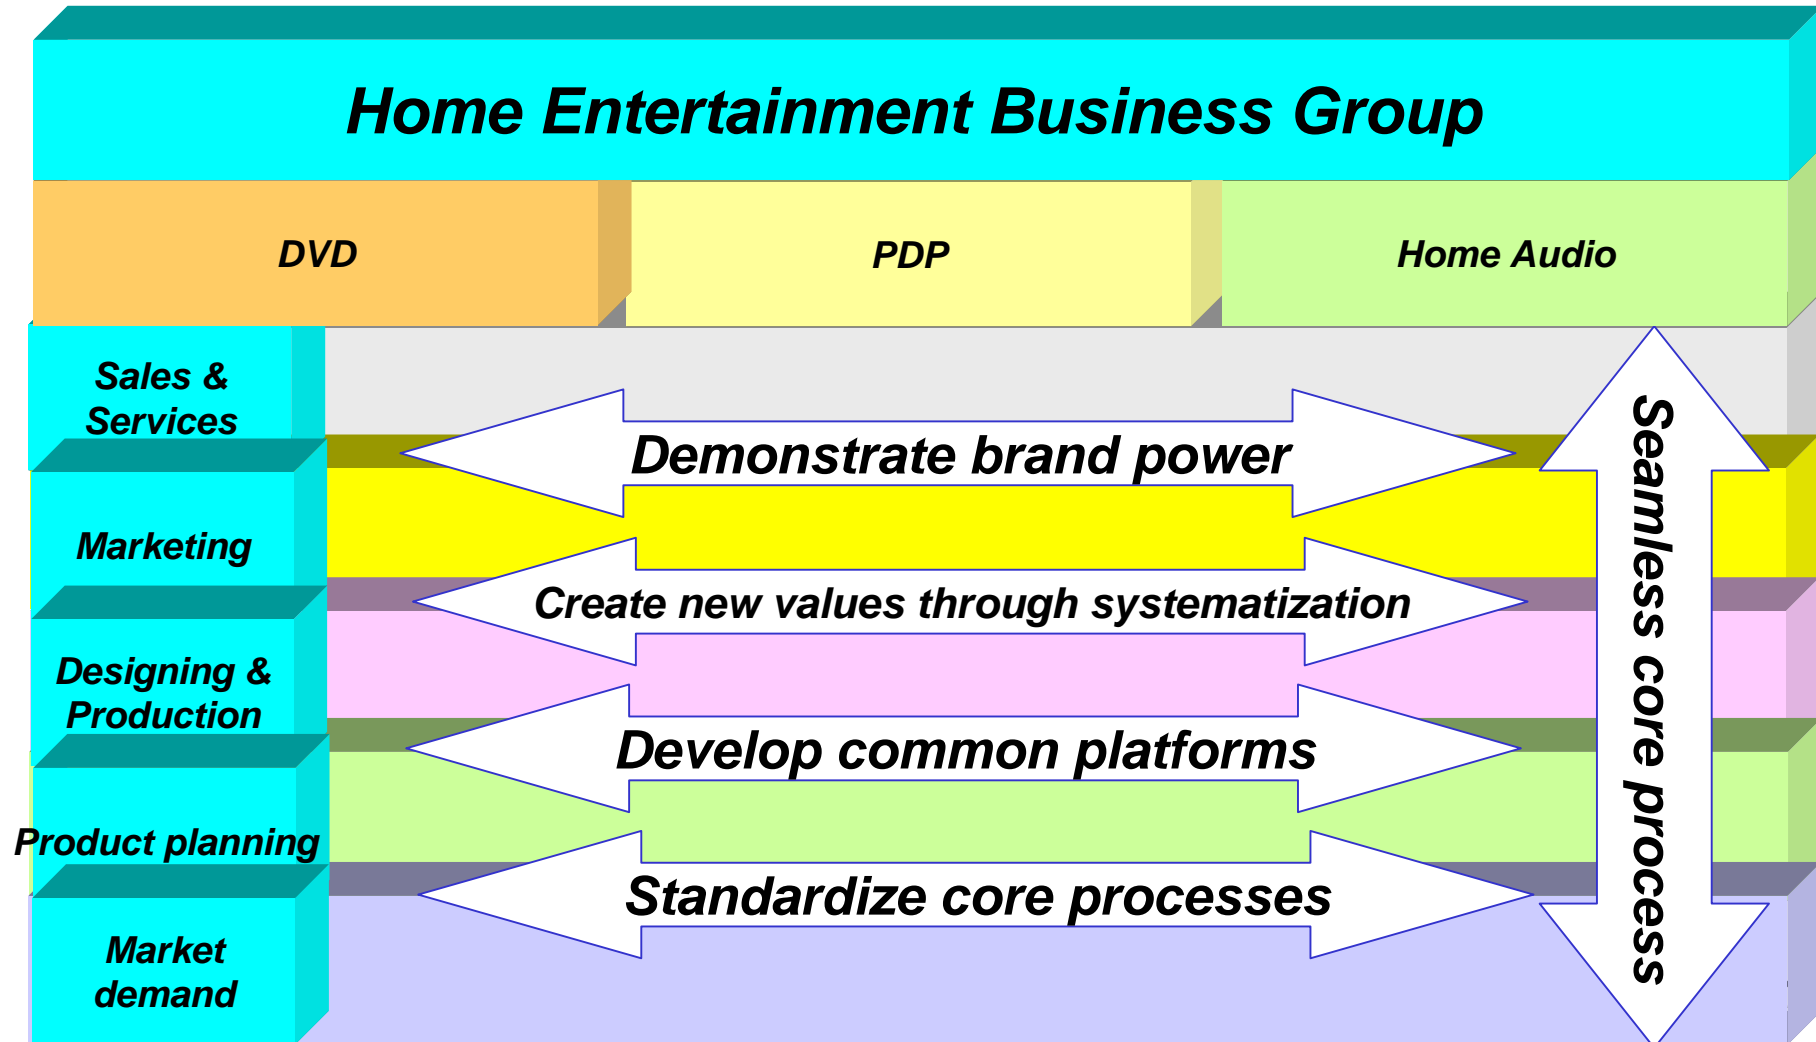 Home Entertainment Business Group
DVD
PDP
Home Audio
Sales &
Services
Marketing
Designing &
Production
Product planning
Market
demand
Demonstrate brand power
Create new values through systematization
Develop common platforms
Standardize core processes
Seamless core process